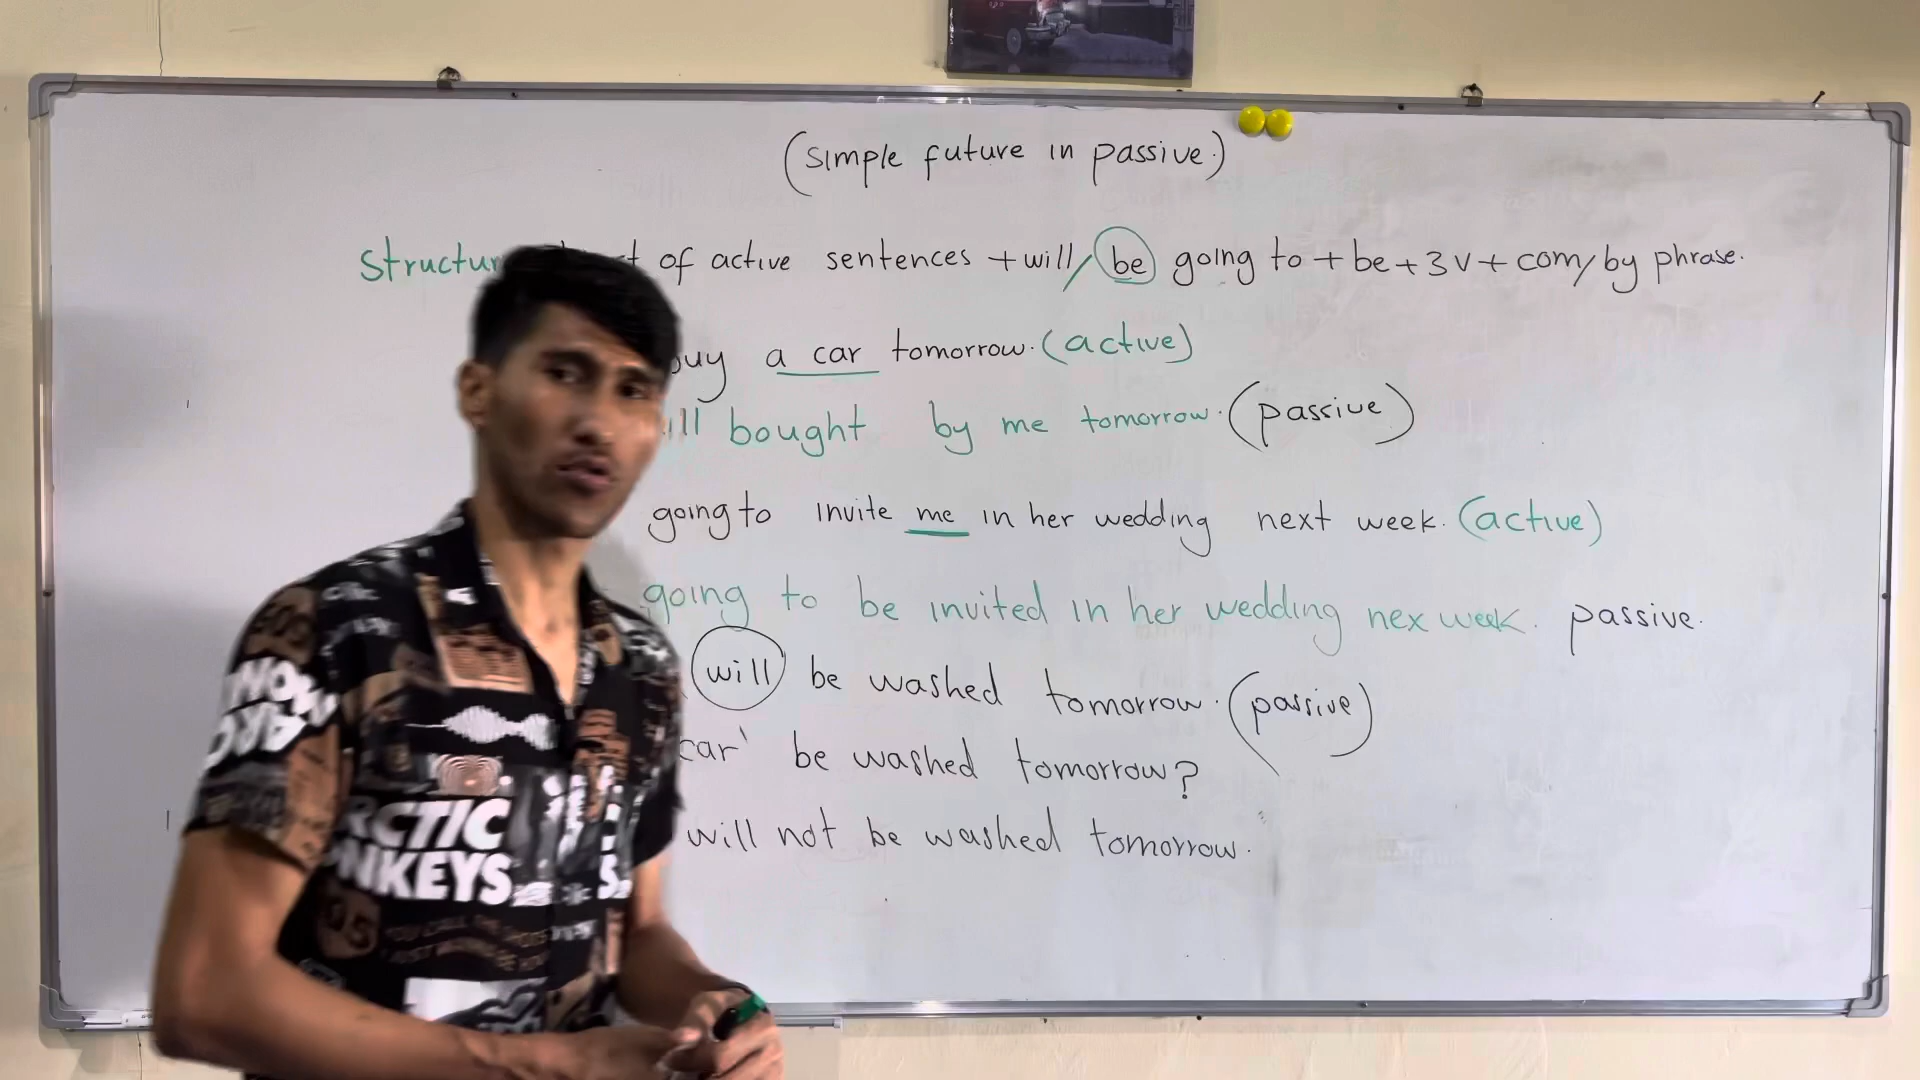 (simple future in passive.)
of active sentences + will / be going to + be + 3v + com / by phrase.
buy a car tomorrow. (active)
bought by me tomorrow. (passive)
going to invite me in her wedding next week. (active)
going to be invited in her wedding nex week. passive.
will be washed tomorrow. (passive)
car be washed tomorrow?
will not be washed tomorrow.
ARCTIC
MONKEYS